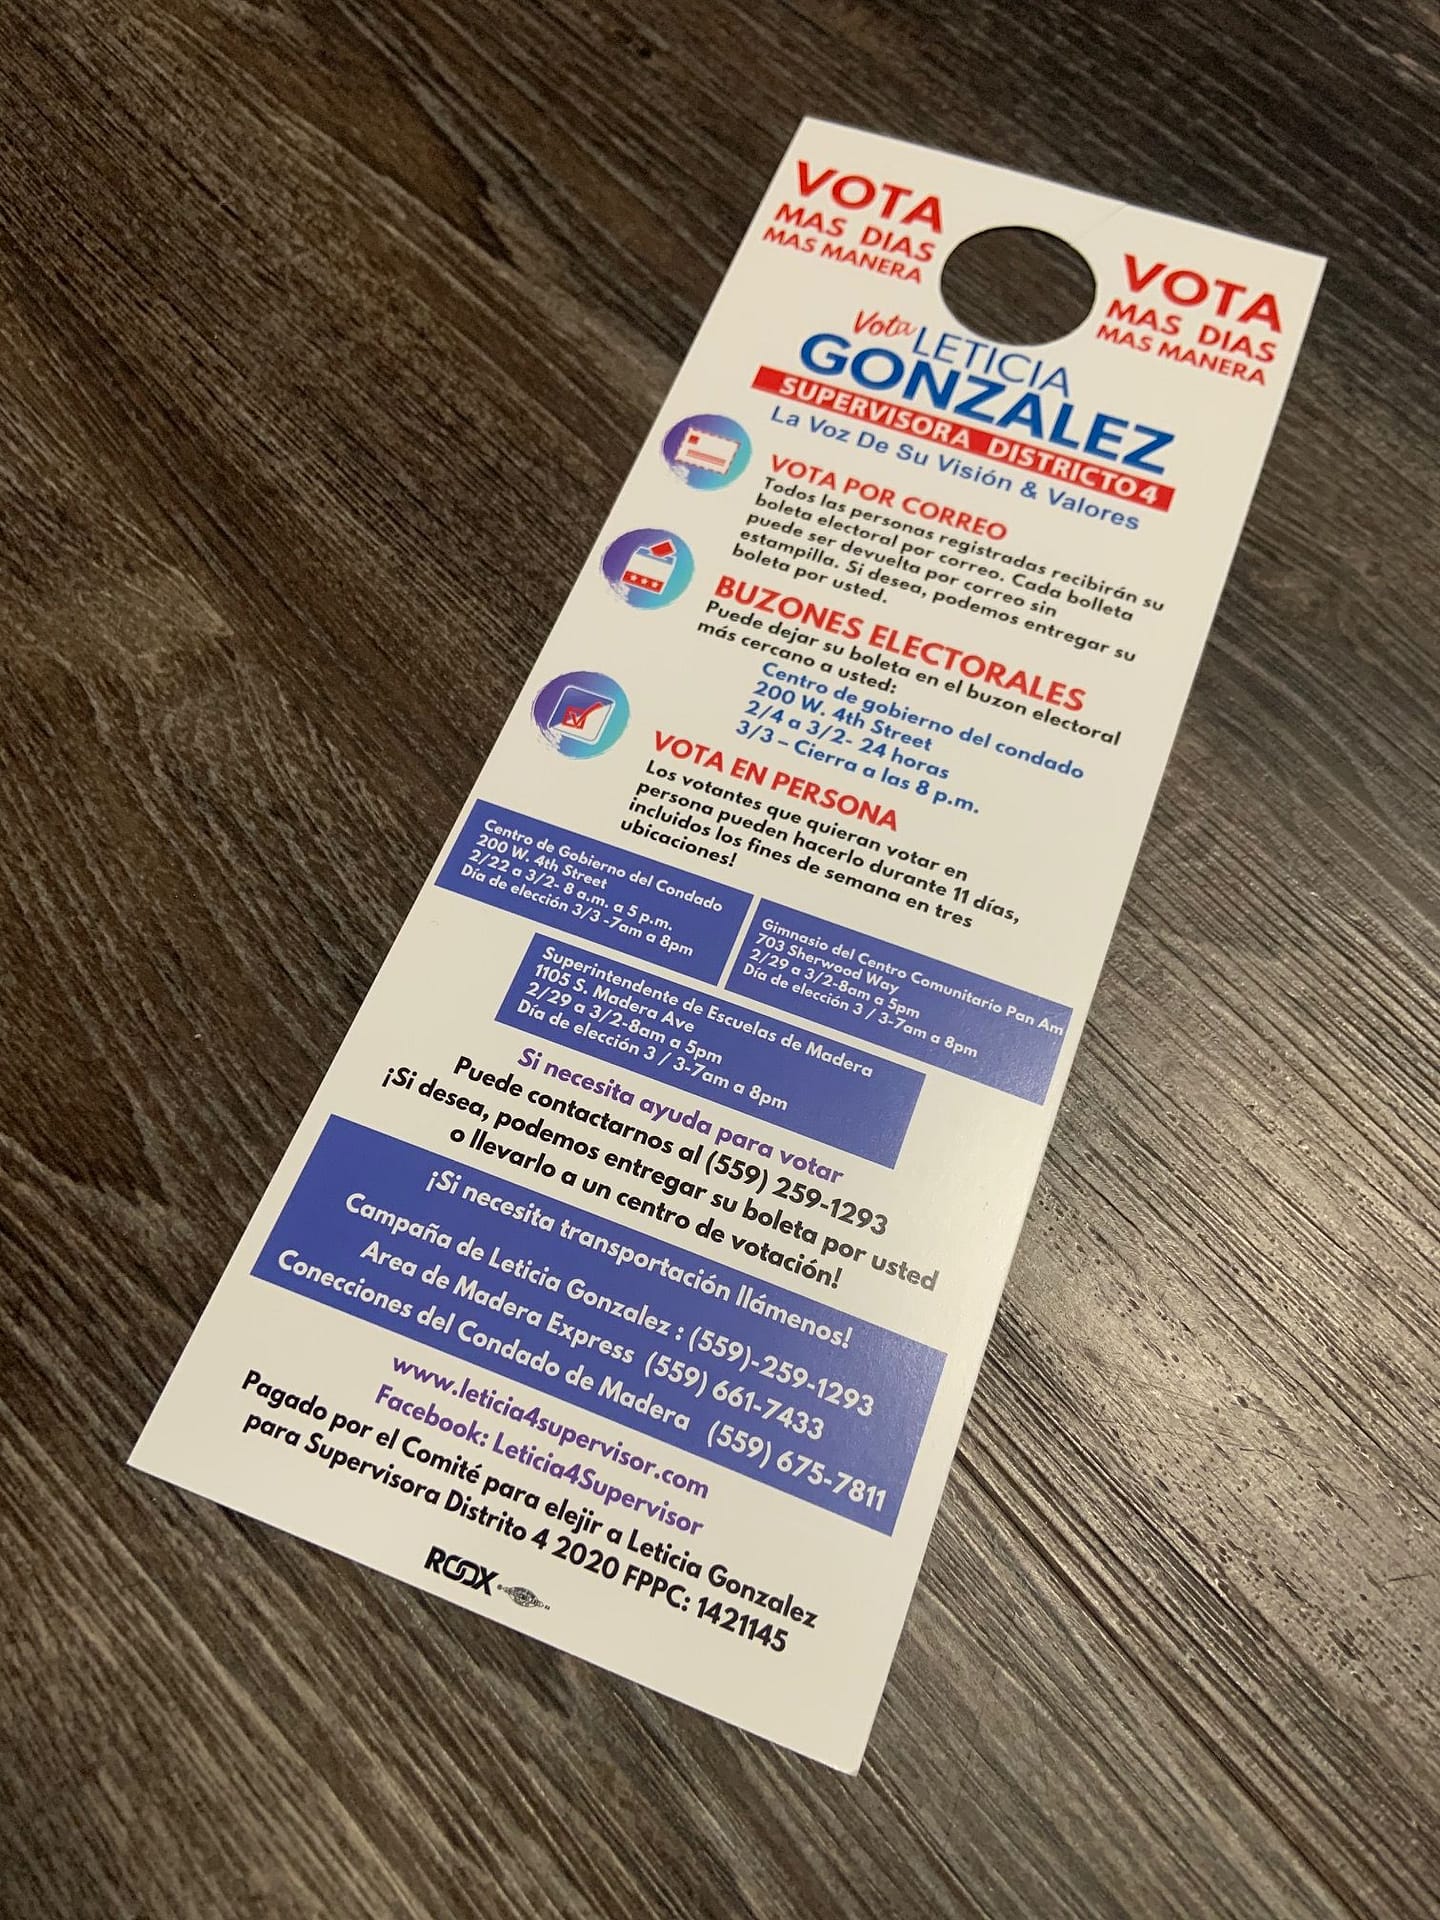 VOTA
MAS DIAS
MAS MANERA
VOTA
MAS DIAS
MAS MANERA
Vota LETICIA
GONZALEZ
SUPERVISORA DISTRICTO 4
La Voz De Su Visión & Valores
VOTA POR CORREO
Todos las personas registradas recibirán su
boleta electoral por correo. Cada bolleta
puede ser devuelta por correo sin
estampilla. Si desea, podemos entregar su
boleta por usted.
BUZONES ELECTORALES
Puede dejar su boleta en el buzon electoral
más cercano a usted:
Centro de gobierno del condado
200 W. 4th Street
2/4 a 3/2- 24 horas
3/3 – Cierra a las 8 p.m.
VOTA EN PERSONA
Los votantes que quieran votar en
persona pueden hacerlo durante 11 días,
incluidos los fines de semana en tres
ubicaciones!
Centro de Gobierno del Condado
200 W. 4th Street
2/22 a 3/2- 8 a.m. a 5 p.m.
Día de elección 3/3 -7am a 8pm
Gimnasio del Centro Comunitario Pan Am
703 Sherwood Way
2/29 a 3/2-8am a 5pm
Día de elección 3 / 3-7am a 8pm
Superintendente de Escuelas de Madera
1105 S. Madera Ave
2/29 a 3/2-8am a 5pm
Día de elección 3 / 3-7am a 8pm
Si necesita ayuda para votar
Puede contactarnos al (559) 259-1293
¡Si desea, podemos entregar su boleta por usted
o llevarlo a un centro de votación!
¡Si necesita transportación llámenos!
Campaña de Leticia Gonzalez : (559)-259-1293
Area de Madera Express (559) 661-7433
Conecciones del Condado de Madera (559) 675-7811
www.leticia4supervisor.com
Facebook: Leticia4Supervisor
Pagado por el Comité para elejir a Leticia Gonzalez
para Supervisora Distrito 4 2020 FPPC: 1421145
ROOX